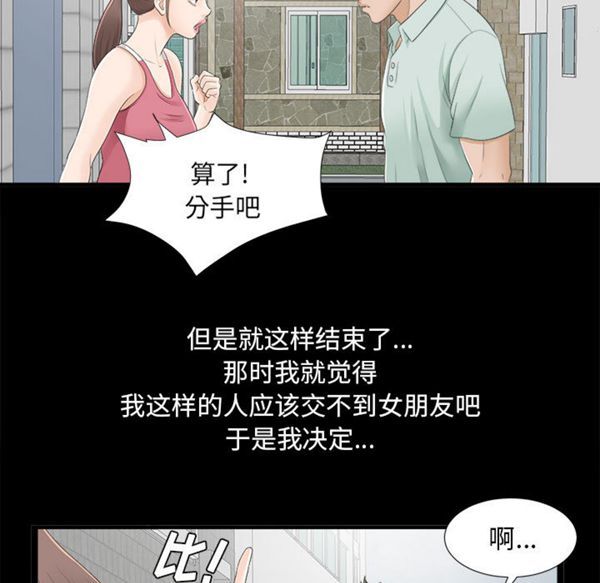 算了!
分手吧
但是就这样结束了...
那时我就觉得
我这样的人应该交不到女朋友吧
于是我决定...
啊...
比!